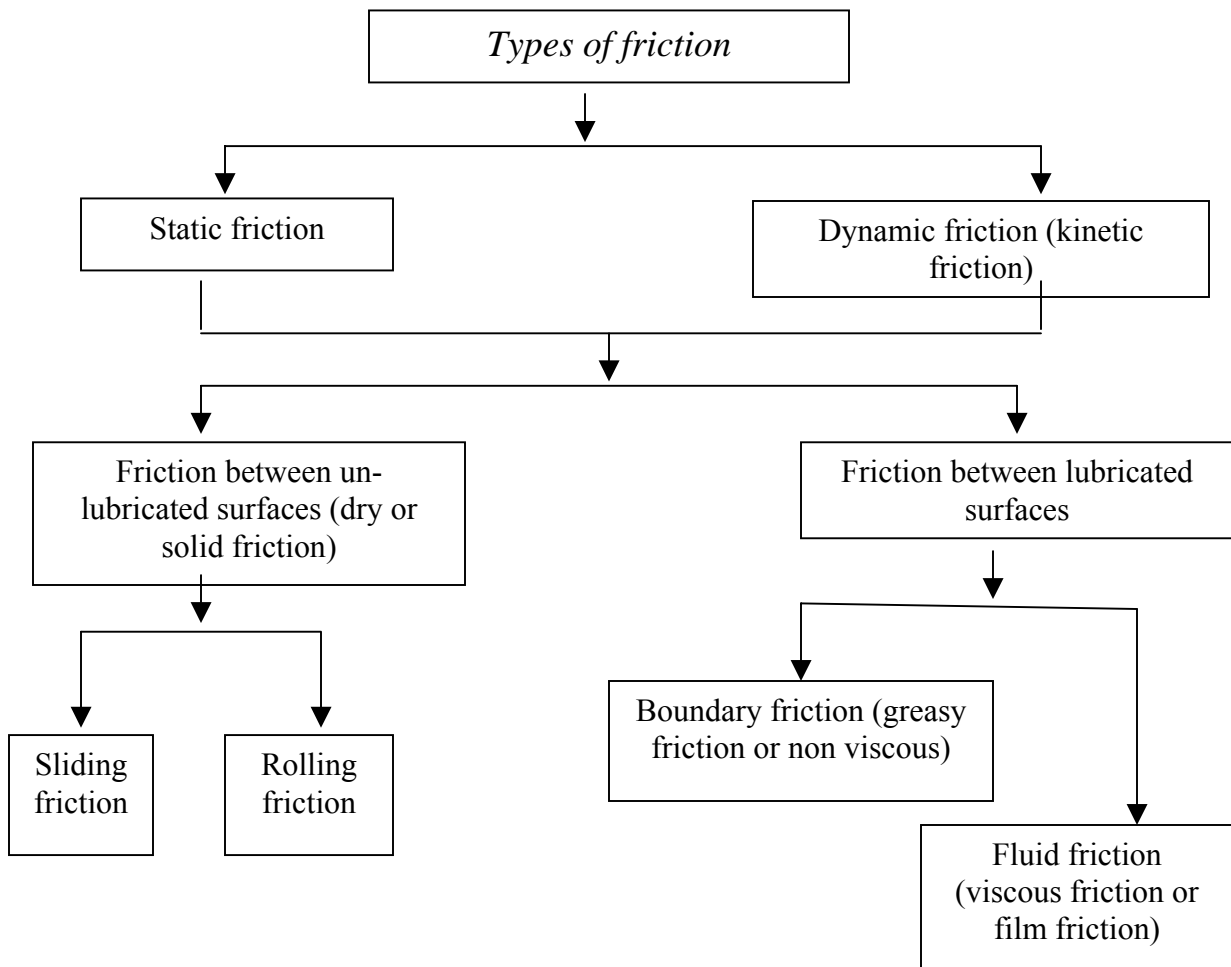 Types of friction
Static friction
Dynamic friction (kinetic
friction)
Friction between un-
lubricated surfaces (dry or
solid friction)
Friction between lubricated
surfaces
Sliding
friction
Rolling
friction
Boundary friction (greasy
friction or non viscous)
Fluid friction
(viscous friction or
film friction)